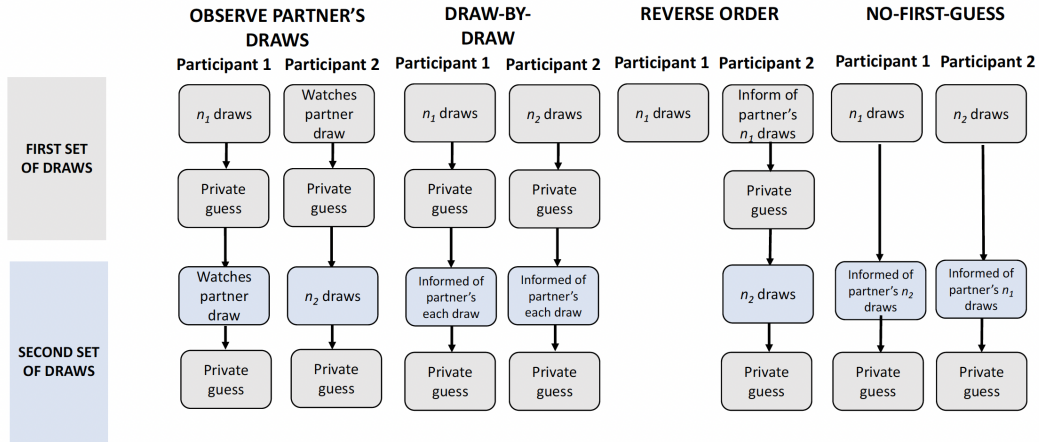 OBSERVE PARTNER'S
DRAWS
DRAW-BY-
DRAW
REVERSE ORDER
NO-FIRST-GUESS
Participant 1
Participant 2
Participant 1
Participant 2
Participant 1
Participant 2
Participant 1
Participant 2
FIRST SET
OF DRAWS
n1 draws
Watches
partner
draw
n1 draws
n2 draws
n1 draws
Inform of
partner's
n1 draws
n1 draws
n2 draws
Private
guess
Private
guess
Private
guess
Private
guess
Private
guess
SECOND SET
OF DRAWS
Watches
partner
draw
n2 draws
Informed of
partner's
each draw
Informed of
partner's
each draw
n2 draws
Informed of
partner's n2
draws
Informed of
partner's n1
draws
Private
guess
Private
guess
Private
guess
Private
guess
Private
guess
Private
guess
Private
guess